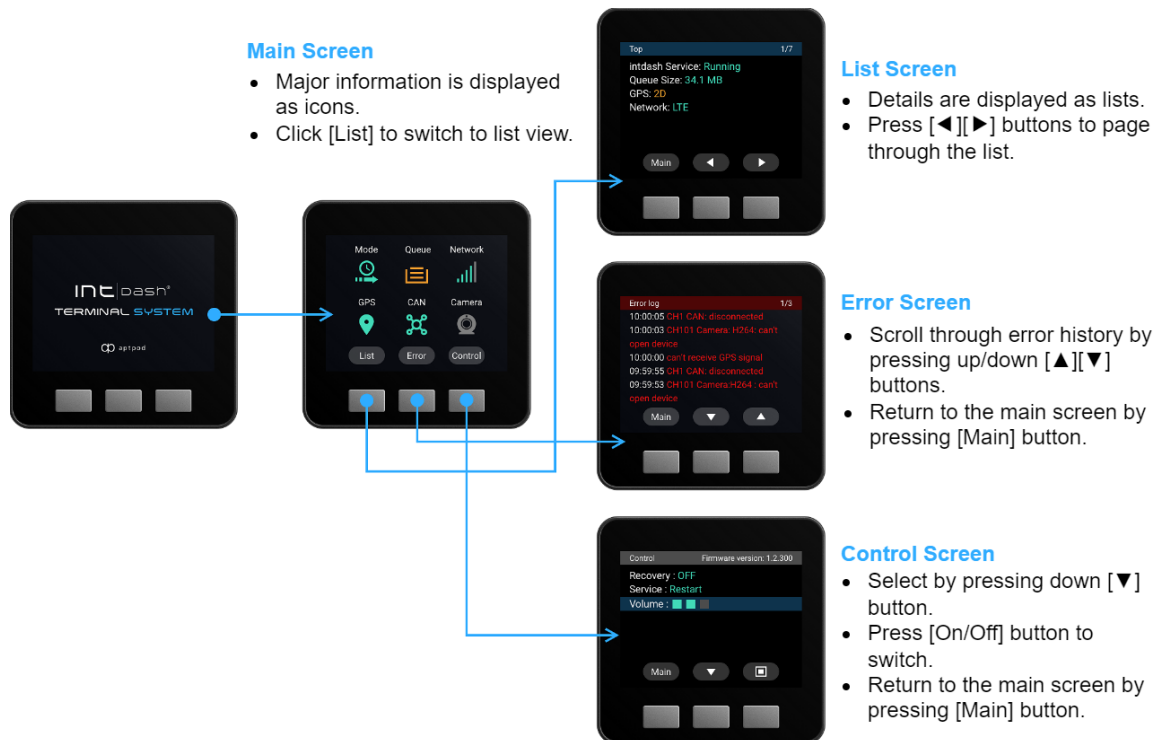 Main Screen
• Major information is displayed
as icons.
• Click [List] to switch to list view.
INt|Dash®
TERMINAL SYSTEM
aptpod
Mode Queue Network
GPS CAN Camera
List Error Control
Top 1/7
intdash Service: Running
Queue Size: 34.1 MB
GPS: 2D
Network: LTE
Main ◀ ▶
List Screen
• Details are displayed as lists.
• Press [◀][▶] buttons to page
through the list.
Error log 1/3
10:00:05 CH1 CAN: disconnected
10:00:03 CH101 Camera: H264: can't
open device
10:00:00 can't receive GPS signal
09:59:55 CH1 CAN: disconnected
09:59:53 CH101 Camera:H264 : can't
open device
Main ▼ ▲
Error Screen
• Scroll through error history by
pressing up/down [▲][▼]
buttons.
• Return to the main screen by
pressing [Main] button.
Control Firmware version: 1.2.300
Recovery : OFF
Service : Restart
Volume :
Main ▼
Control Screen
• Select by pressing down [▼]
button.
• Press [On/Off] button to
switch.
• Return to the main screen by
pressing [Main] button.